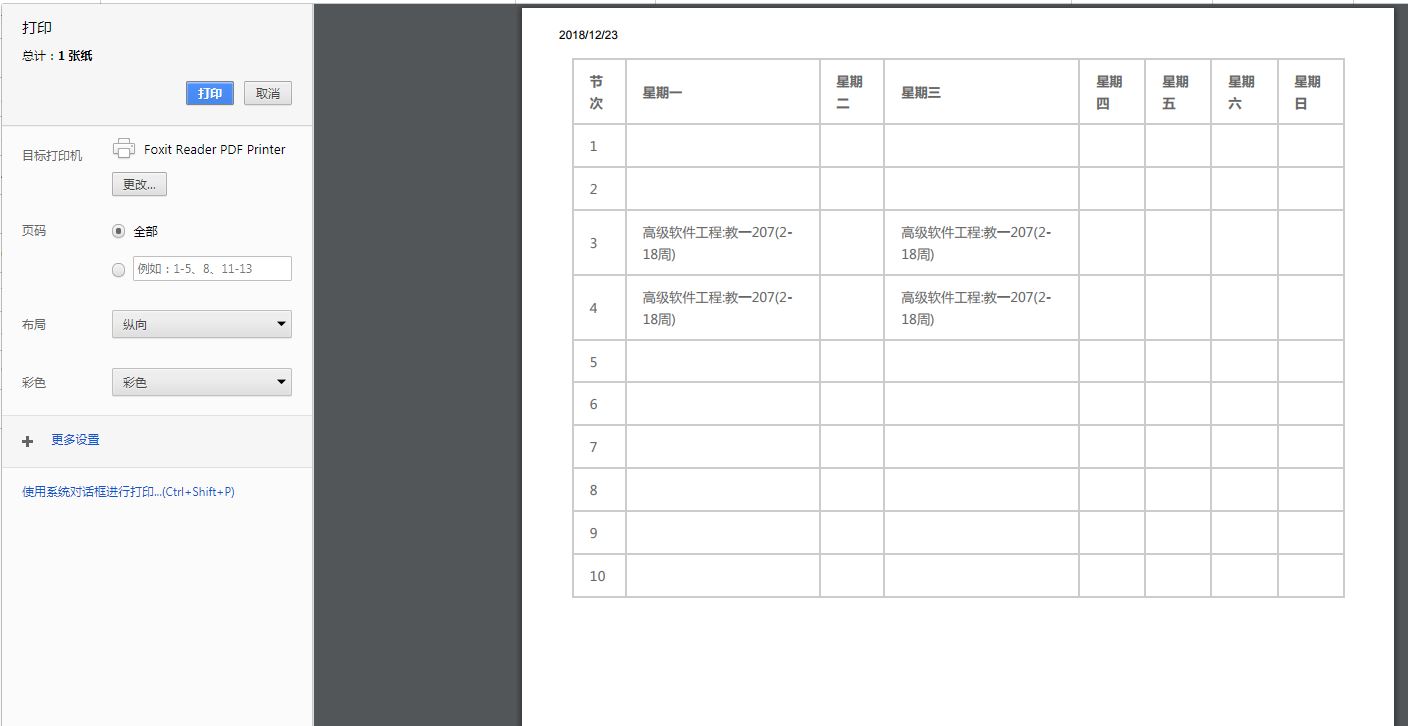 打印
总计：1 张纸
打印 取消
目标打印机 Foxit Reader PDF Printer
更改...
页码 全部
例如：1-5、8、11-13
布局 纵向
彩色 彩色
更多设置
使用系统对话框进行打印...(Ctrl+Shift+P)
2018/12/23
节次 星期一 星期二 星期三 星期四 星期五 星期六 星期日
1
2
3 高级软件工程:教一207(2-18周) 高级软件工程:教一207(2-18周)
4 高级软件工程:教一207(2-18周) 高级软件工程:教一207(2-18周)
5
6
7
8
9
10